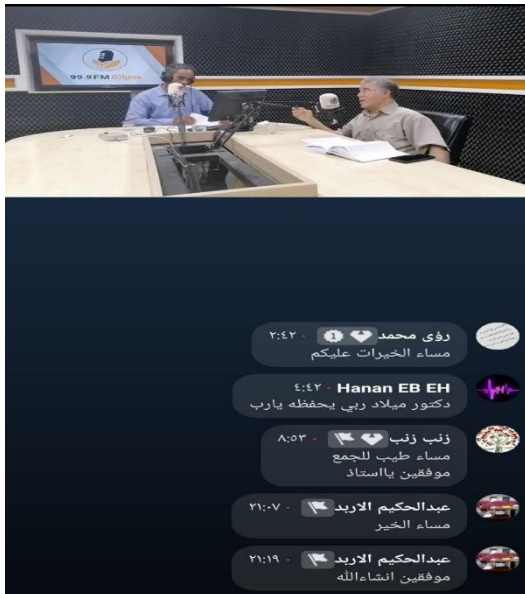 99.9FM
رؤى محمد 1 · ٢:٤٢
مساء الخيرات عليكم
Hanan EB EH · ٤:٤٢
دكتور ميلاد ربي يحفظه يارب
زنب زنب · ٨:٥٣
مساء طيب للجمع
موفقين يااستاذ
عبدالحكيم الاربد · ٢١:٠٧
مساء الخير
عبدالحكيم الاربد · ٢١:١٩
موفقين انشاءالله